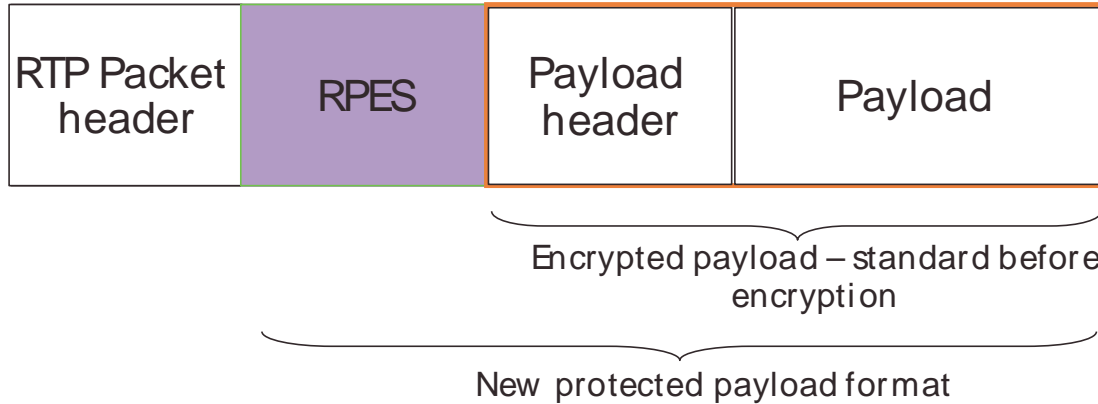 RTP Packet
header
RPES
Payload
header
Payload
Encrypted payload – standard before
encryption
New protected payload format